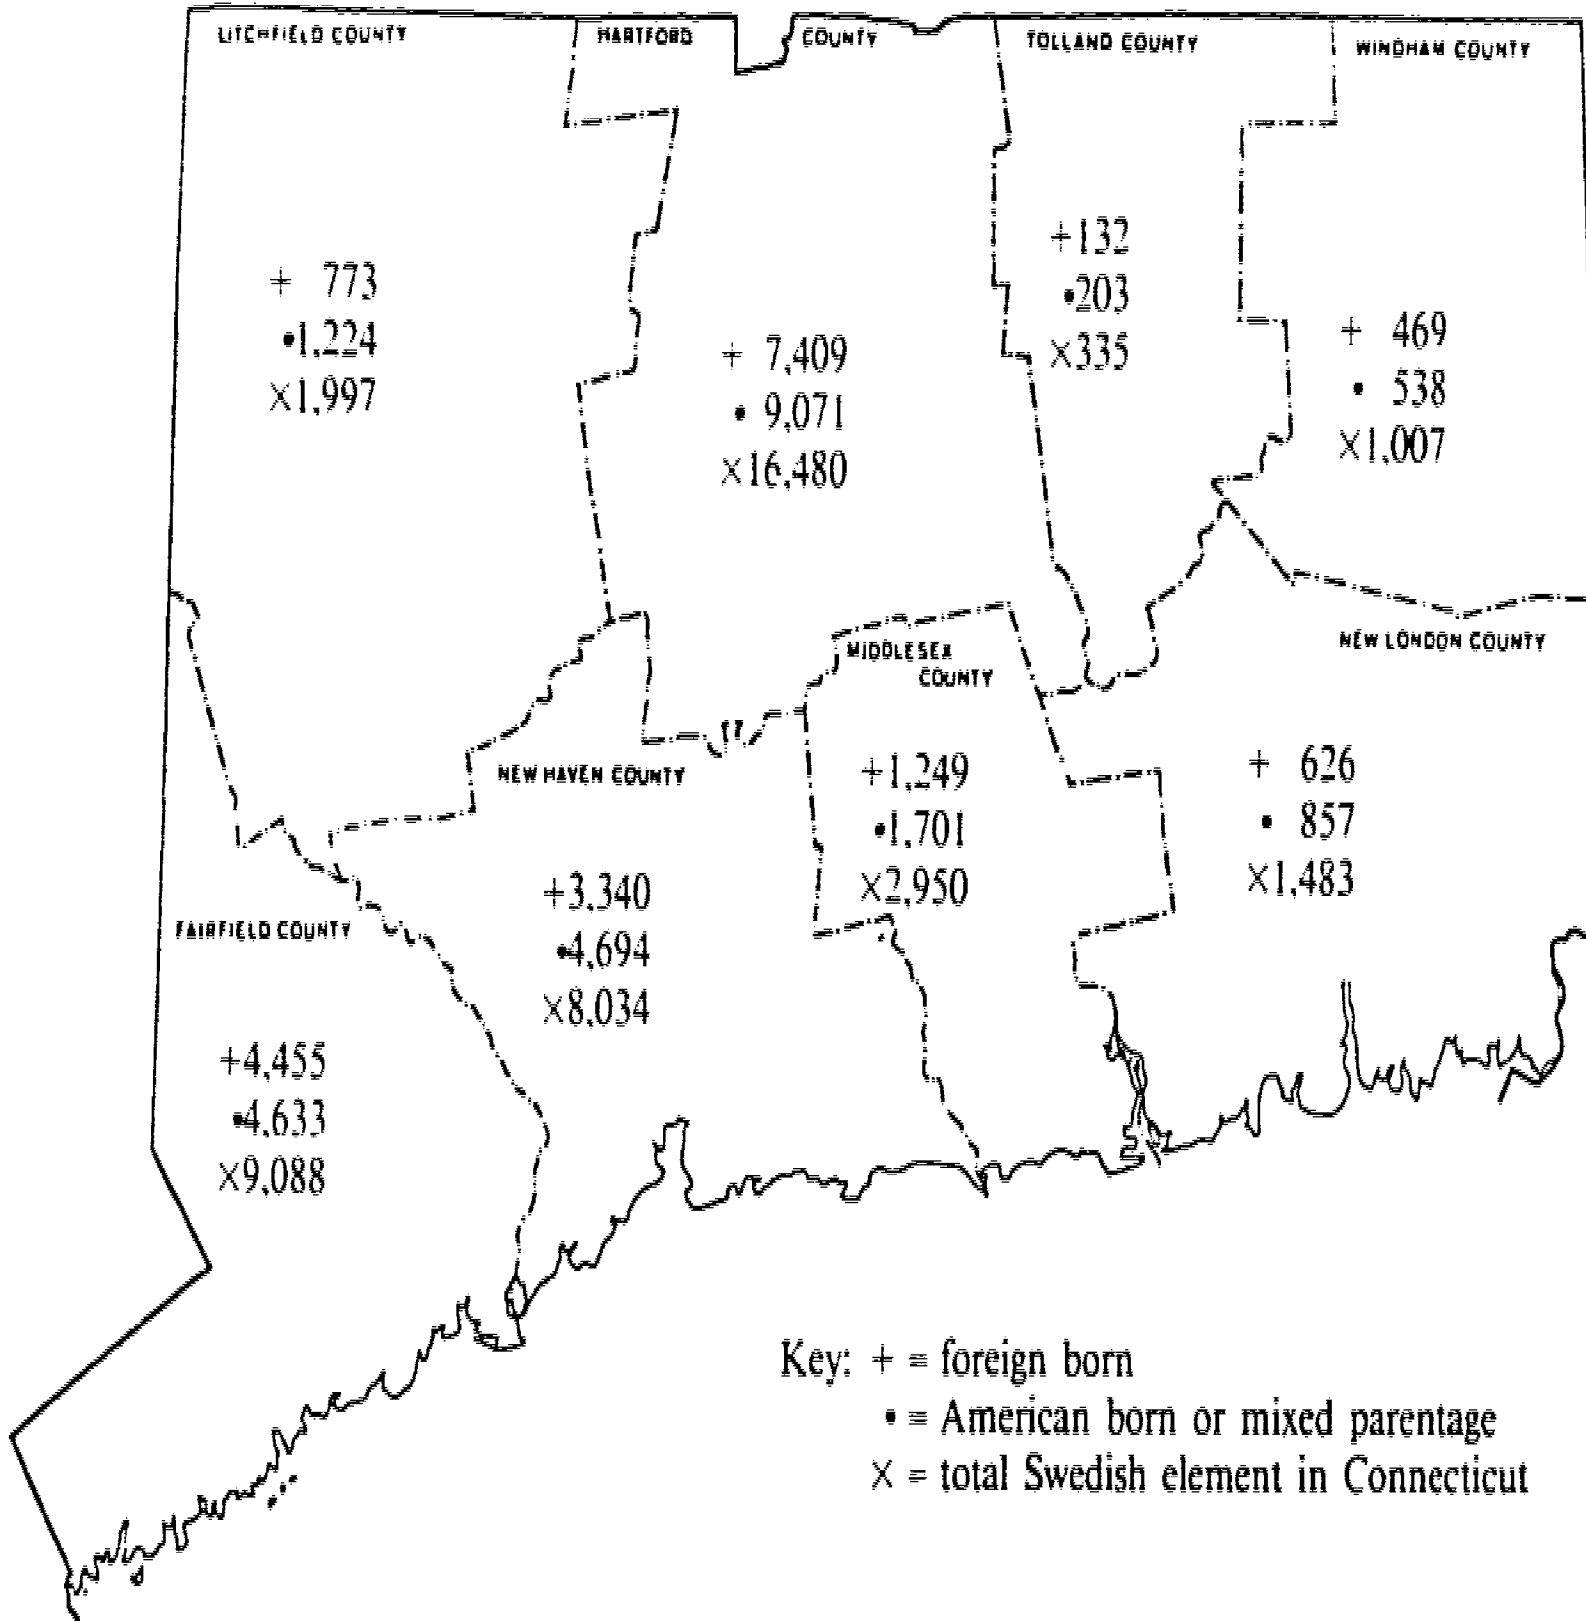 LITCHFIELD COUNTY
HARTFORD COUNTY
TOLLAND COUNTY
WINDHAM COUNTY
+ 773
•1,224
×1,997
+ 7,409
• 9,071
×16,480
+132
•203
×335
+ 469
• 538
×1,007
NEW HAVEN COUNTY
+3,340
•4,694
×8,034
MIDDLESEX
COUNTY
+1,249
•1,701
×2,950
NEW LONDON COUNTY
+ 626
• 857
×1,483
FAIRFIELD COUNTY
+4,455
•4,633
×9,088
Key: + = foreign born
• = American born or mixed parentage
× = total Swedish element in Connecticut